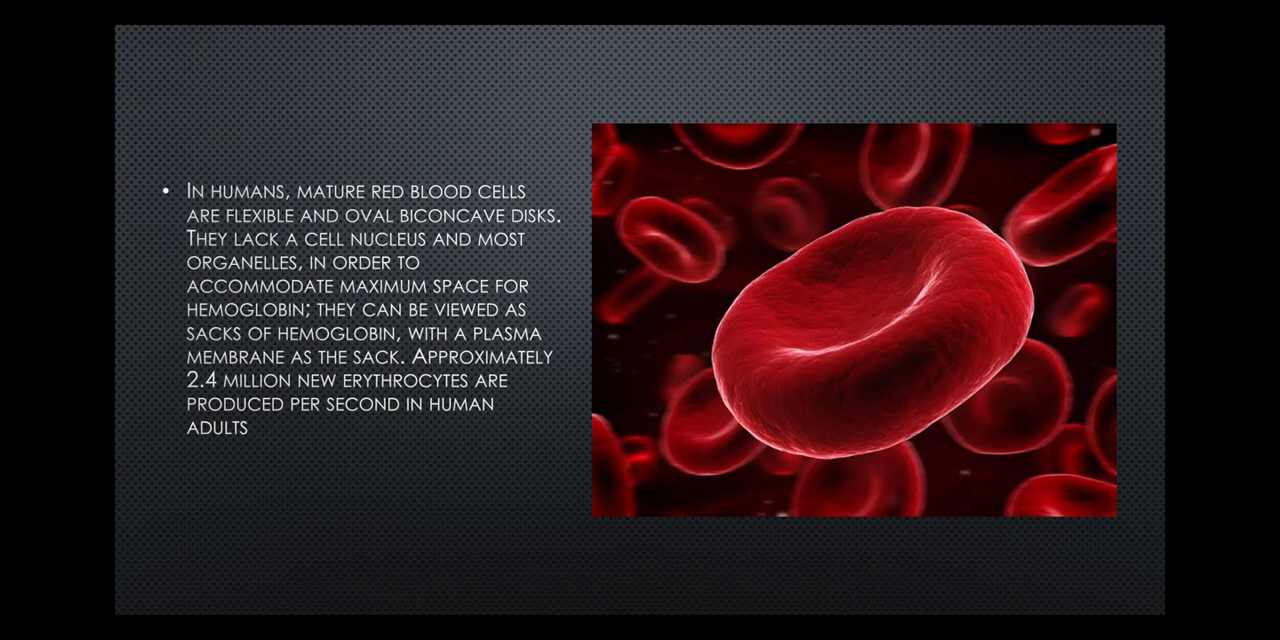 • In humans, mature red blood cells
are flexible and oval biconcave disks.
They lack a cell nucleus and most
organelles, in order to
accommodate maximum space for
hemoglobin; they can be viewed as
sacks of hemoglobin, with a plasma
membrane as the sack. Approximately
2.4 million new erythrocytes are
produced per second in human
adults